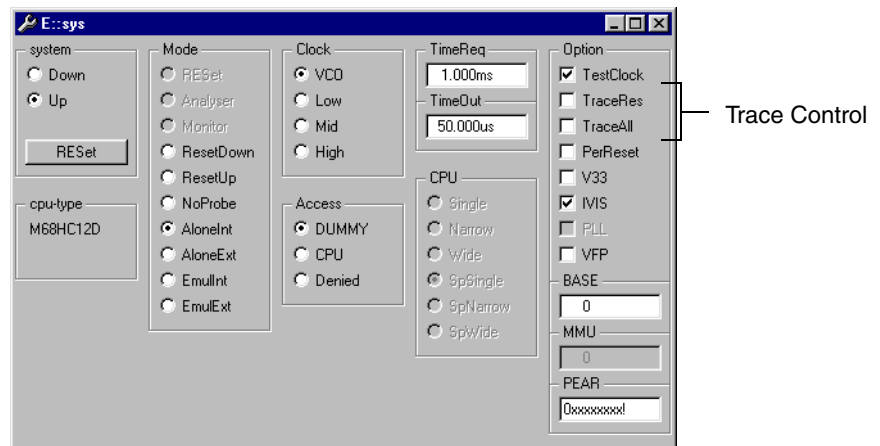 E::sys
system
Down
Up
RESet
cpu-type
M68HC12D
Mode
RESet
Analyser
Monitor
ResetDown
ResetUp
NoProbe
AloneInt
AloneExt
EmulInt
EmulExt
Clock
VCO
Low
Mid
High
Access
DUMMY
CPU
Denied
TimeReq
1.000ms
TimeOut
50.000us
CPU
Single
Narrow
Wide
SpSingle
SpNarrow
SpWide
Option
TestClock
TraceRes
TraceAll
PerReset
V33
IVIS
PLL
VFP
BASE
0
MMU
0
PEAR
0xxxxxxx!
Trace Control